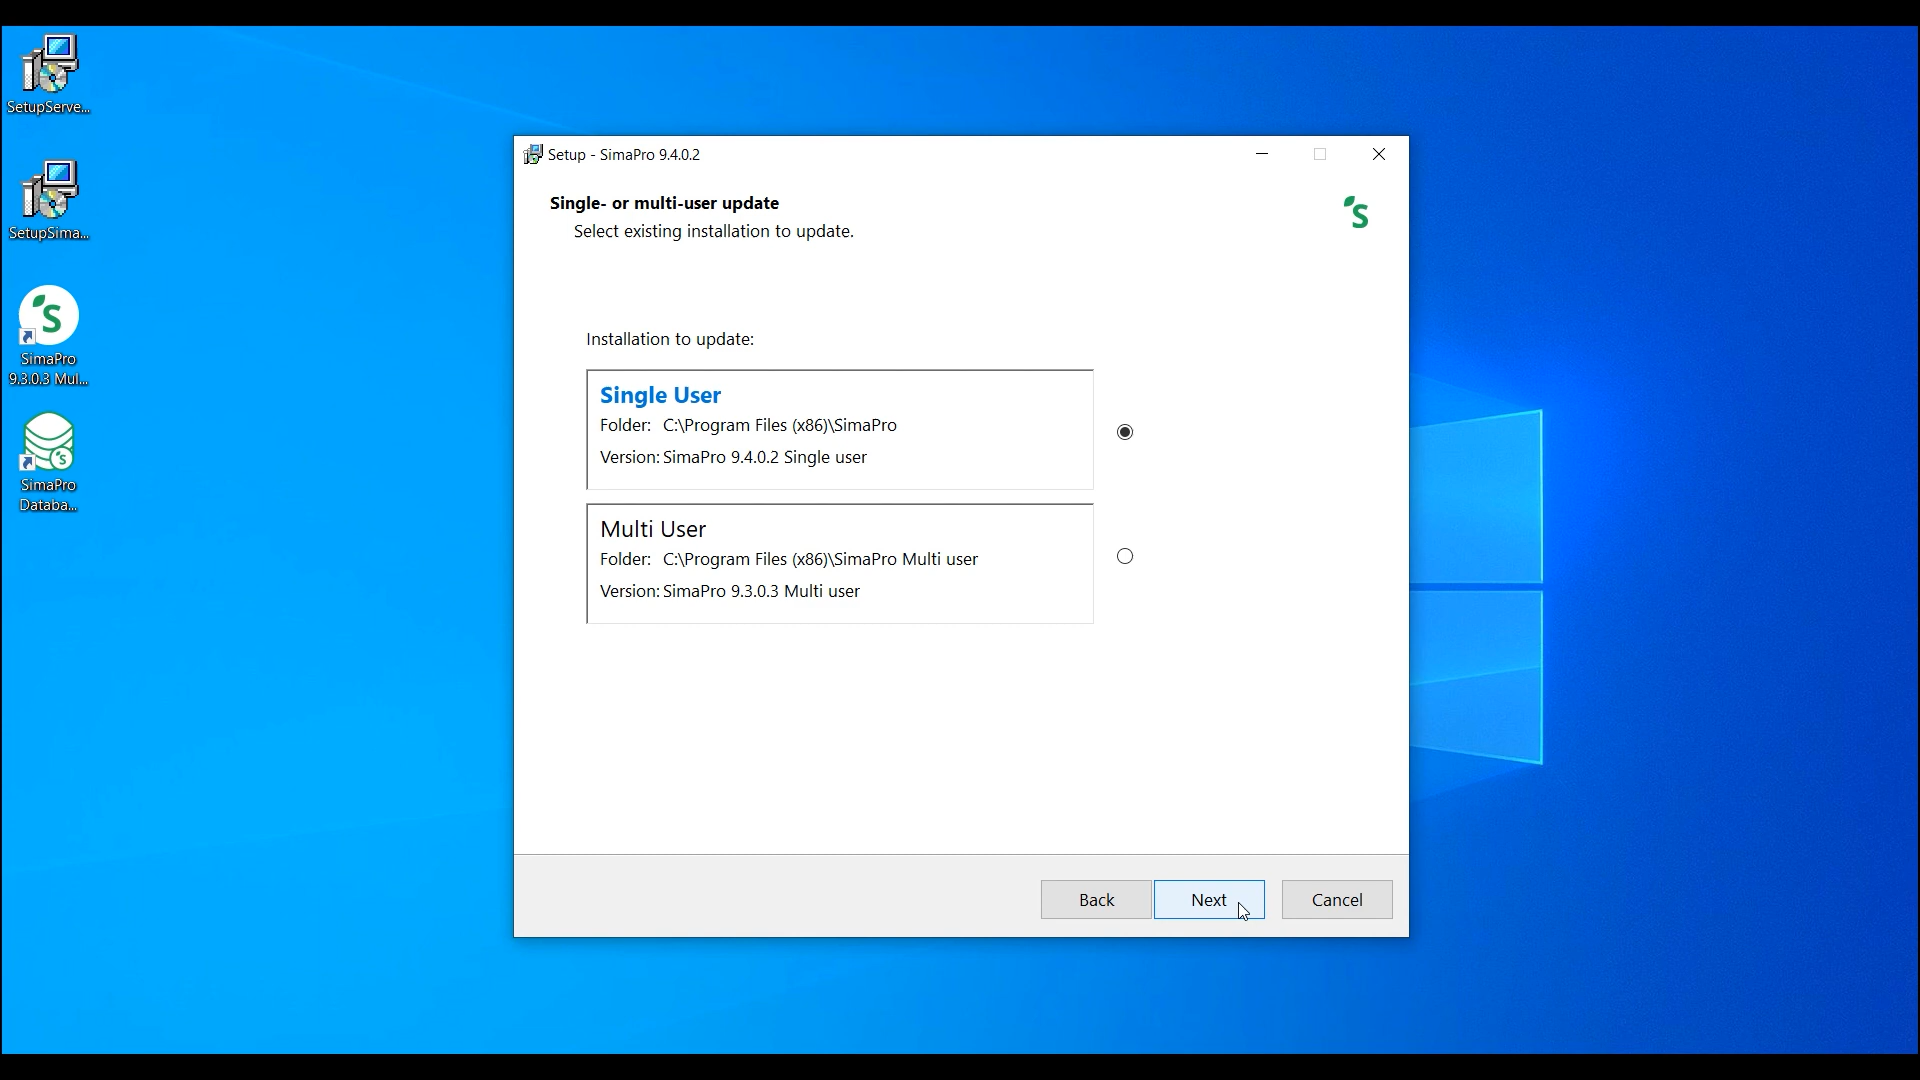 SetupServe...
SetupSima...
SimaPro
9.3.0.3 Mul...
SimaPro
Databa...
Setup - SimaPro 9.4.0.2
Single- or multi-user update
Select existing installation to update.
Installation to update:
Single User
Folder: C:\Program Files (x86)\SimaPro
Version: SimaPro 9.4.0.2 Single user
Multi User
Folder: C:\Program Files (x86)\SimaPro Multi user
Version: SimaPro 9.3.0.3 Multi user
Back
Next
Cancel